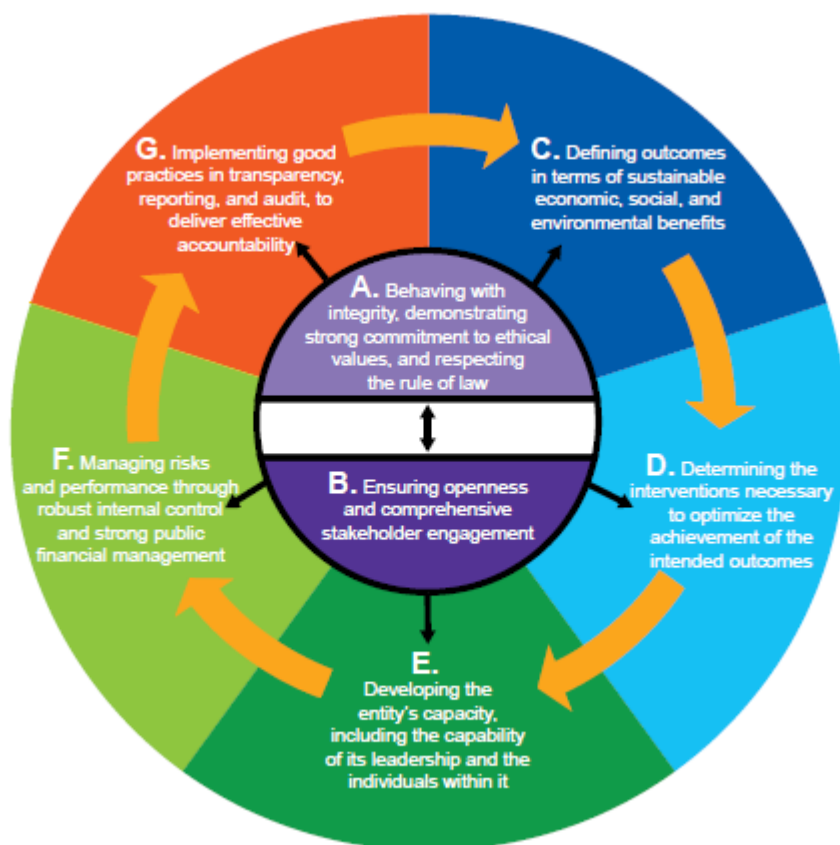 G. Implementing good
practices in transparency,
reporting, and audit, to
deliver effective
accountability
C. Defining outcomes
in terms of sustainable
economic, social, and
environmental benefits
A. Behaving with
integrity, demonstrating
strong commitment to ethical
values, and respecting
the rule of law
F. Managing risks
and performance through
robust internal control
and strong public
financial management
B. Ensuring openness
and comprehensive
stakeholder engagement
D. Determining the
interventions necessary
to optimize the
achievement of the
intended outcomes
E.
Developing the
entity's capacity,
including the capability
of its leadership and the
individuals within it